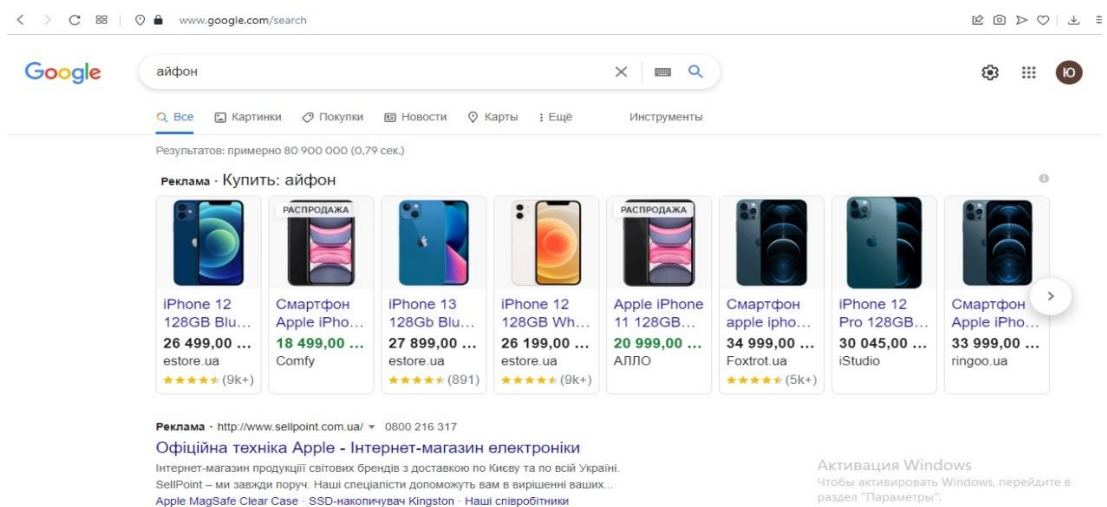 www.google.com/search
Google
айфон
Ю
Все Картинки Покупки Новости Карты Ещё Инструменты
Результатов: примерно 80 900 000 (0,79 сек.)
Реклама · Купить: айфон
РАСПРОДАЖА РАСПРОДАЖА
iPhone 12 Смартфон iPhone 13 iPhone 12 Apple iPhone Смартфон iPhone 12 Смартфон
128GB Blu... Apple iPho... 128Gb Blu... 128GB Wh... 11 128GB... apple ipho... Pro 128GB... Apple iPho...
26 499,00 ... 18 499,00 ... 27 899,00 ... 26 199,00 ... 20 999,00 ... 34 999,00 ... 30 045,00 ... 33 999,00 ...
estore.ua Comfy estore.ua estore.ua АЛЛО Foxtrot.ua iStudio ringoo.ua
(9k+) (891) (9k+) (5k+)
Реклама · http://www.sellpoint.com.ua/ 0800 216 317
Офіційна техніка Apple - Інтернет-магазин електроніки
Інтернет-магазин продукціїї світових брендів з доставкою по Києву та по всій Україні.
SellPoint – ми завжди поруч. Наші спеціалісти допоможуть вам в вирішенні ваших...
Apple MagSafe Clear Case · SSD-накопичувач Kingston · Наші співробітники
Активация Windows
Чтобы активировать Windows, перейдите в
раздел "Параметры".